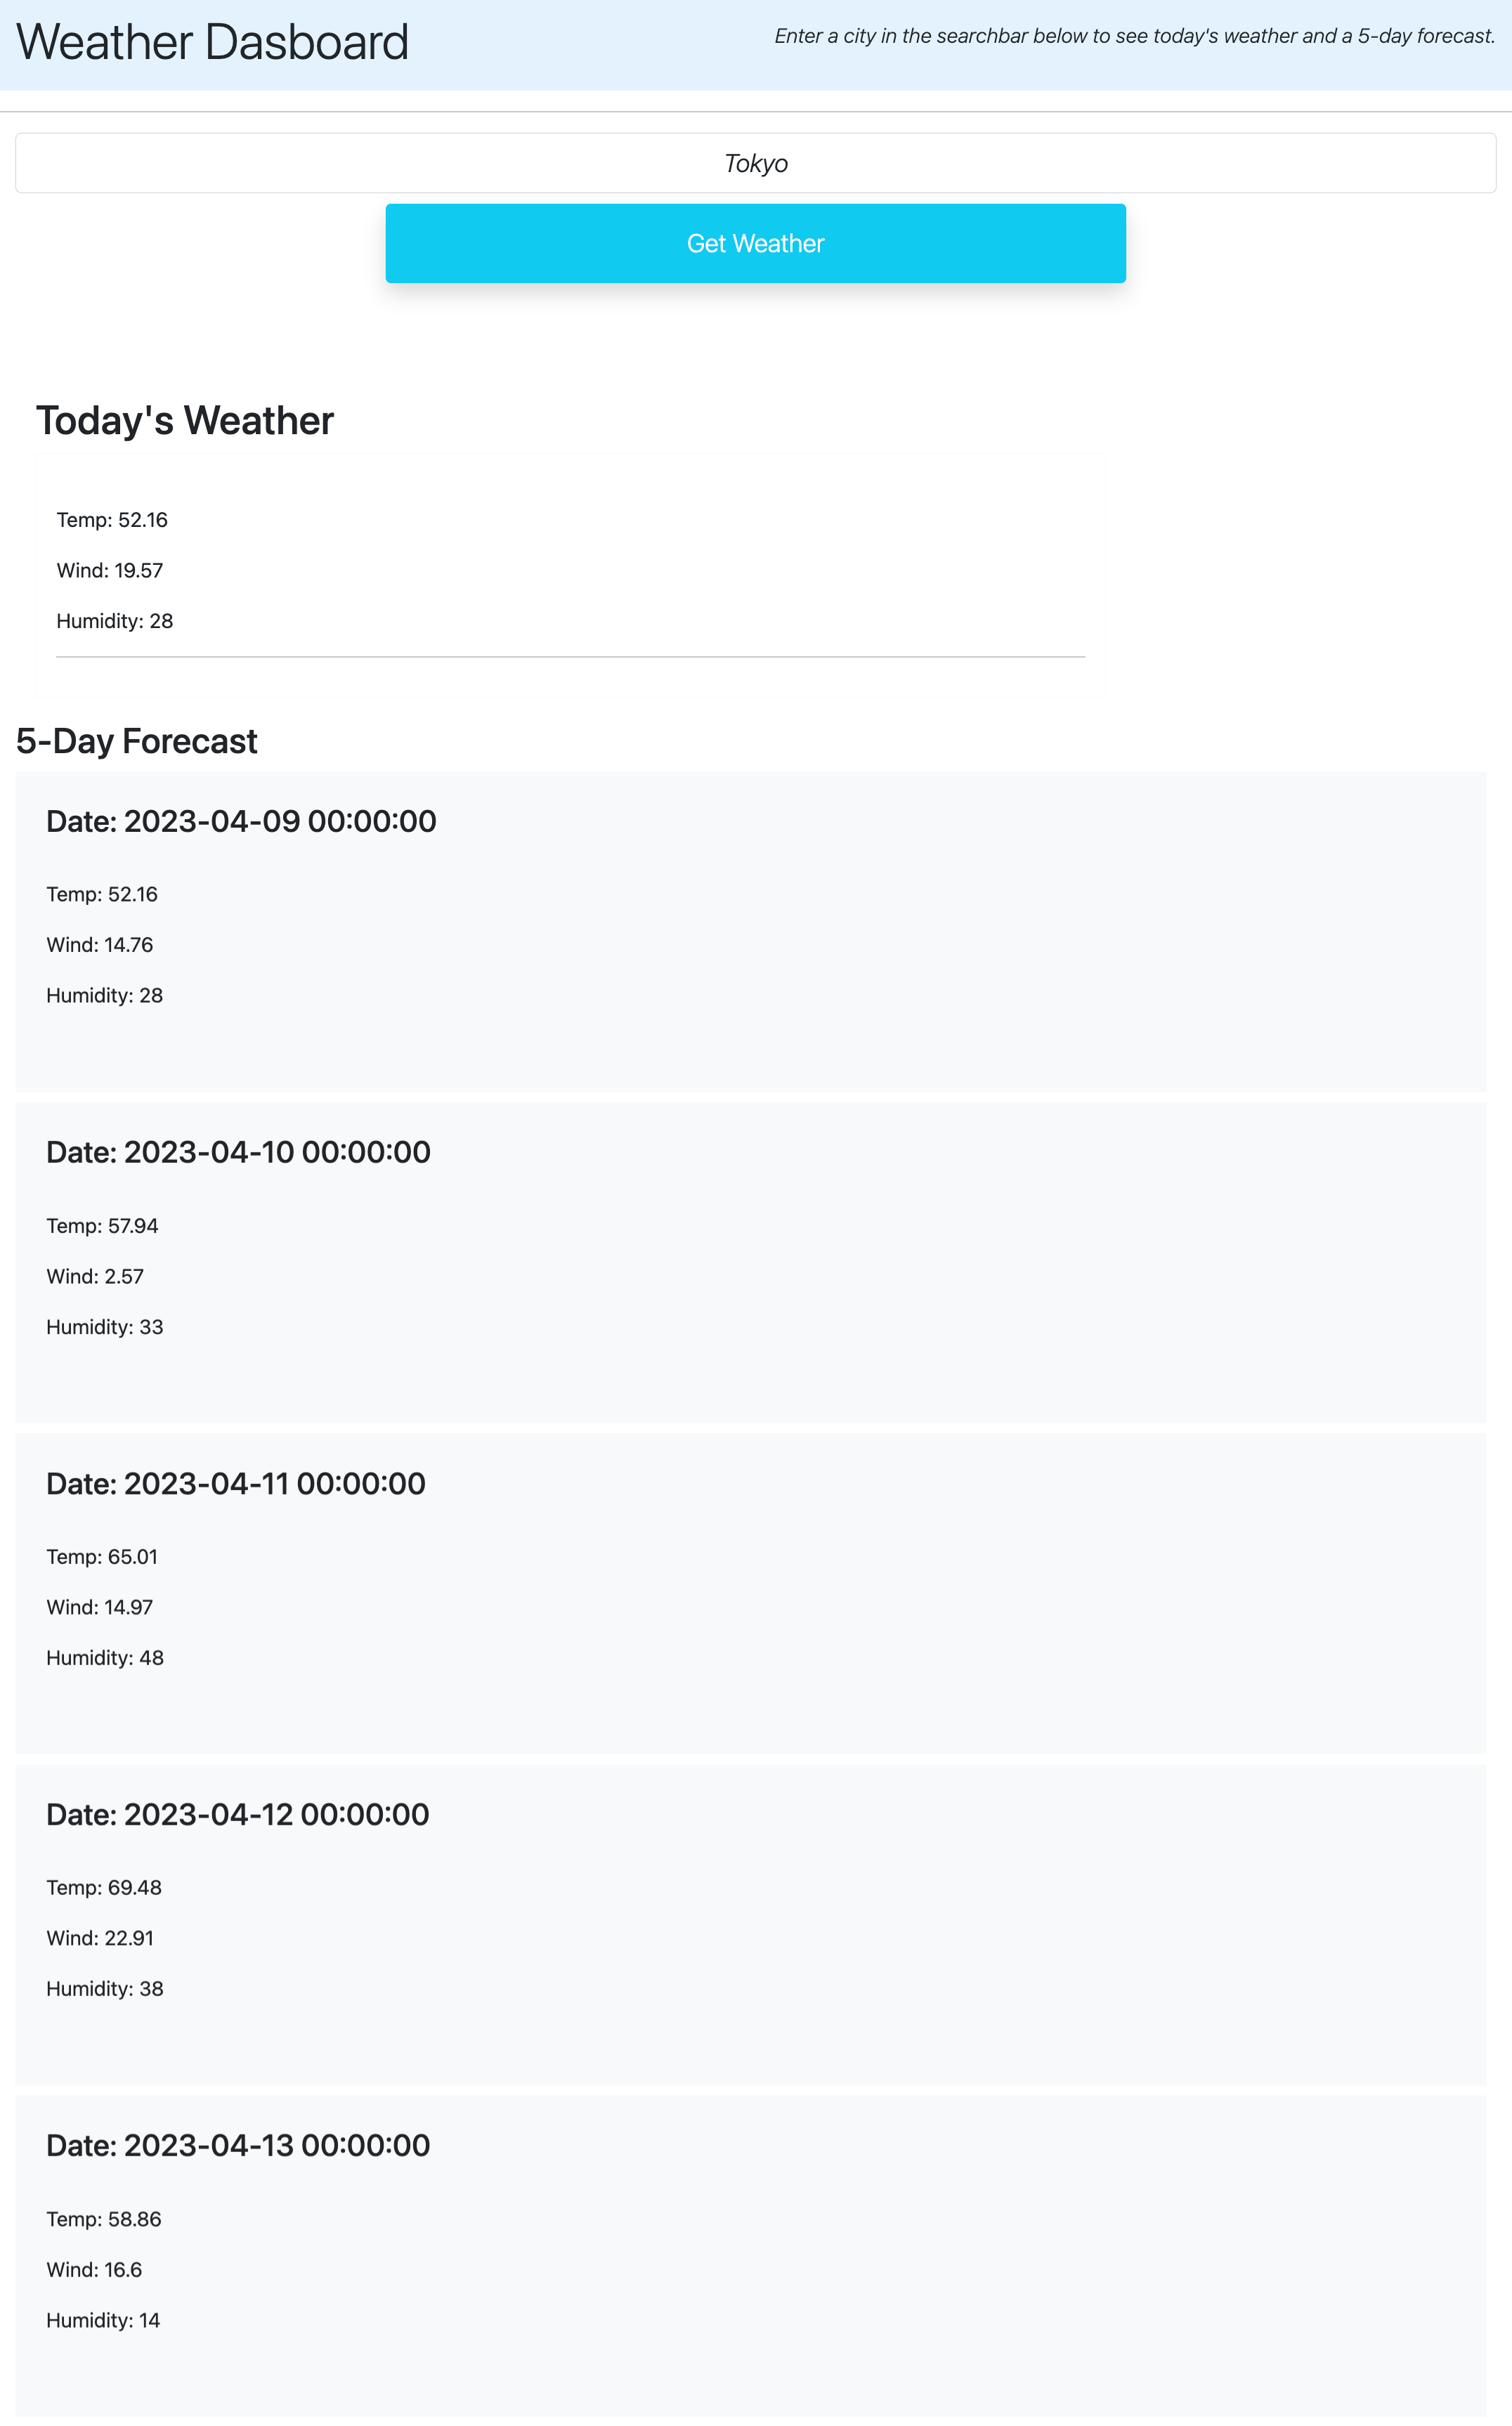 Weather Dasboard
Enter a city in the searchbar below to see today's weather and a 5-day forecast.
Tokyo
Get Weather
Today's Weather
Temp: 52.16
Wind: 19.57
Humidity: 28
5-Day Forecast
Date: 2023-04-09 00:00:00
Temp: 52.16
Wind: 14.76
Humidity: 28
Date: 2023-04-10 00:00:00
Temp: 57.94
Wind: 2.57
Humidity: 33
Date: 2023-04-11 00:00:00
Temp: 65.01
Wind: 14.97
Humidity: 48
Date: 2023-04-12 00:00:00
Temp: 69.48
Wind: 22.91
Humidity: 38
Date: 2023-04-13 00:00:00
Temp: 58.86
Wind: 16.6
Humidity: 14